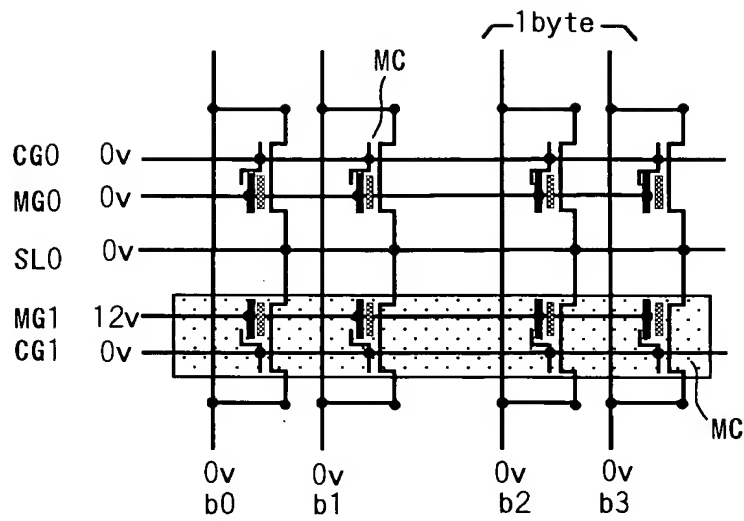 1byte
MC
CG0 0v
MG0 0v
SL0 0v
MG1 12v
CG1 0v
MC
0v 0v 0v 0v
b0 b1 b2 b3